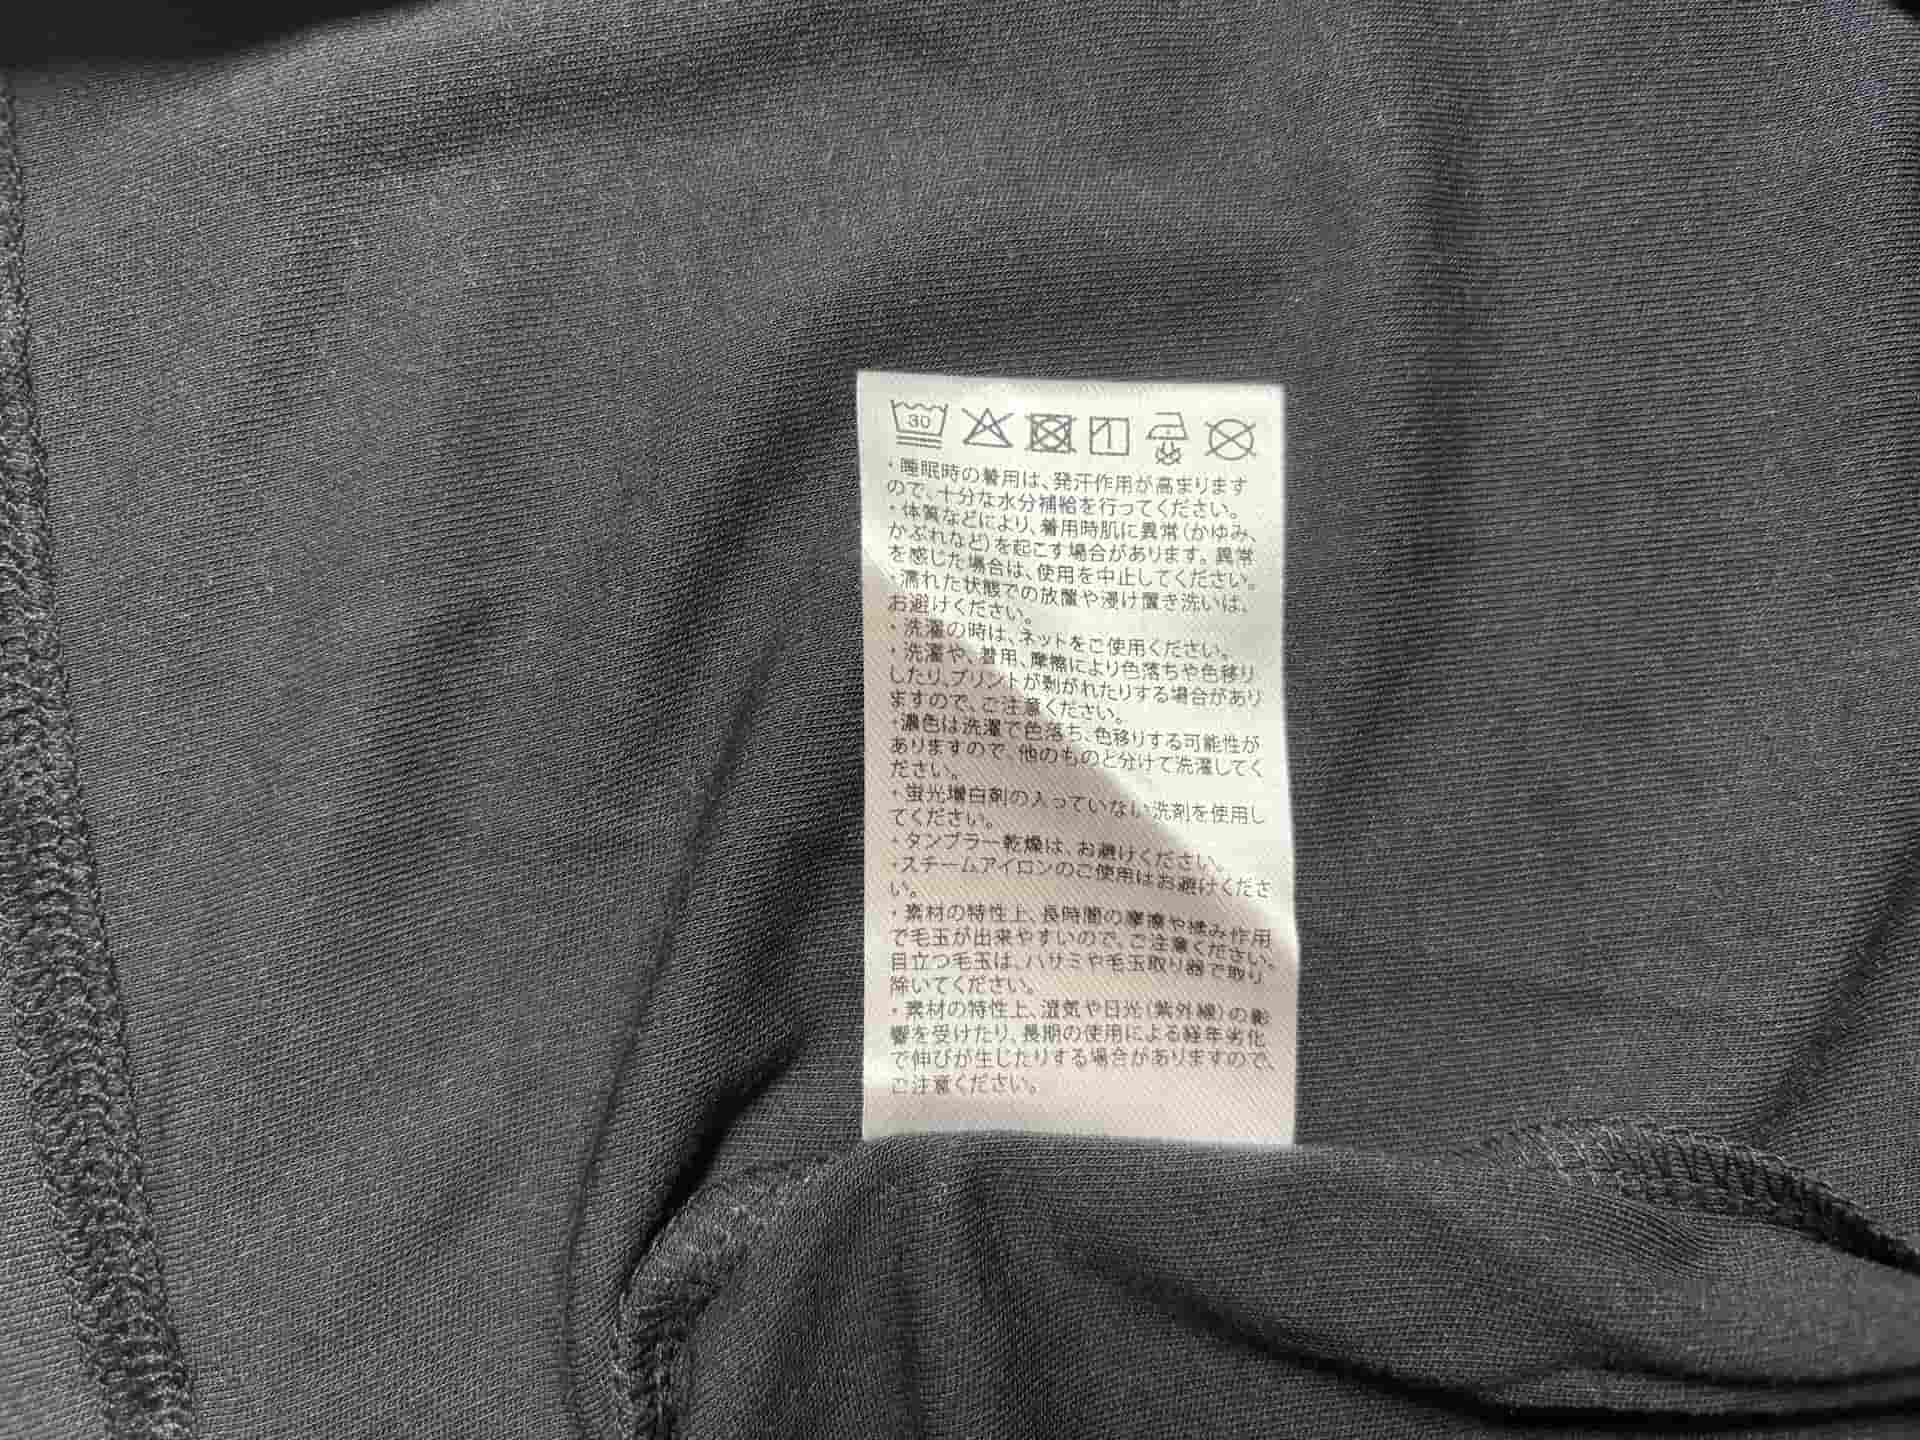 30
・睡眠時の着用は、発汗作用が高まります
ので、十分な水分補給を行ってください。
・体質などにより、着用時肌に異常(かゆみ、
かぶれなど)を起こす場合があります。異常
を感じた場合は、使用を中止してください。
・濡れた状態での放置や浸け置き洗いは、
お避けください。
・洗濯の時は、ネットをご使用ください。
・洗濯や、着用、摩擦により色落ちや色移り
したり、プリントが剥がれたりする場合があり
ますので、ご注意ください。
・濃色は洗濯で色落ち、色移りする可能性が
ありますので、他のものと分けて洗濯してく
ださい。
・蛍光増白剤の入っていない洗剤を使用し
てください。
・タンブラー乾燥は、お避けください。
・スチームアイロンのご使用はお避けくださ
い。
・素材の特性上、長時間の摩擦や揉み作用
で毛玉が出来やすいので、ご注意ください。
目立つ毛玉は、ハサミや毛玉取り器で取り
除いてください。
・素材の特性上、湿気や日光(紫外線)の影
響を受けたり、長期の使用による経年劣化
で伸びが生じたりする場合がありますので、
ご注意ください。